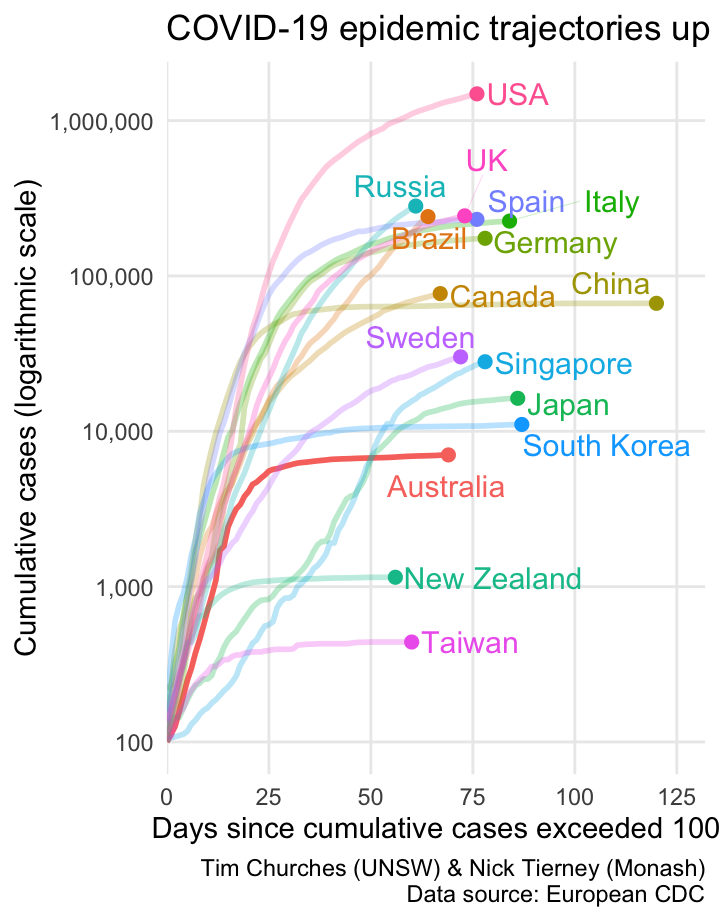 COVID-19 epidemic trajectories up
Cumulative cases (logarithmic scale)
1,000,000
100,000
10,000
1,000
100
USA
UK
Russia
Spain
Italy
Brazil
Germany
China
Canada
Sweden
Singapore
Japan
South Korea
Australia
New Zealand
Taiwan
0 25 50 75 100 125
Days since cumulative cases exceeded 100
Tim Churches (UNSW) & Nick Tierney (Monash)
Data source: European CDC